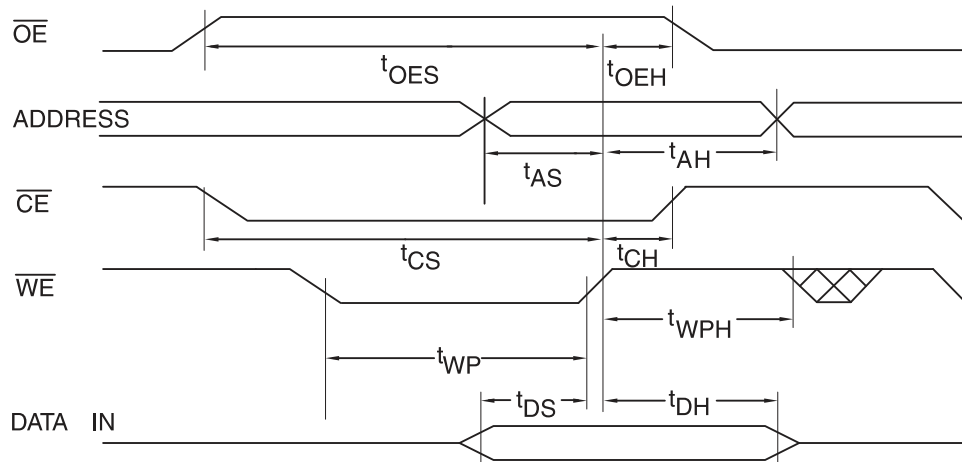 OE
tOES
tOEH
ADDRESS
tAS
tAH
CE
tCS
tCH
WE
tWPH
tWP
tDS
tDH
DATA IN